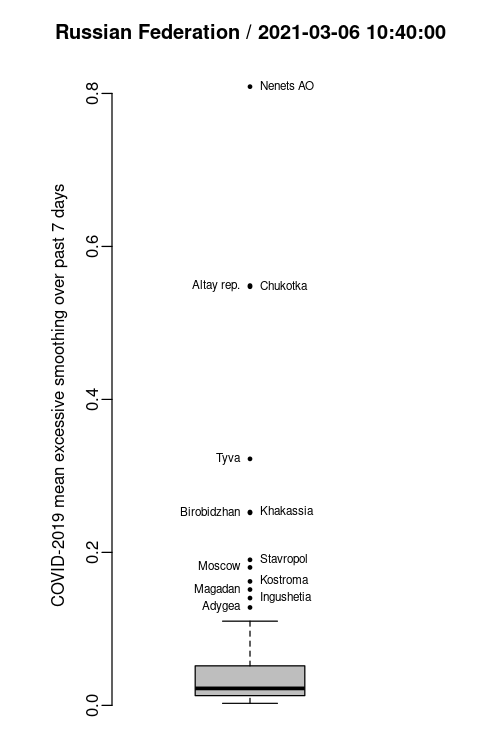 Russian Federation / 2021-03-06 10:40:00
COVID-2019 mean excessive smoothing over past 7 days
0.8
0.6
0.4
0.2
0.0
Nenets AO
Altay rep.
Chukotka
Tyva
Birobidzhan
Khakassia
Stavropol
Moscow
Kostroma
Magadan
Ingushetia
Adygea